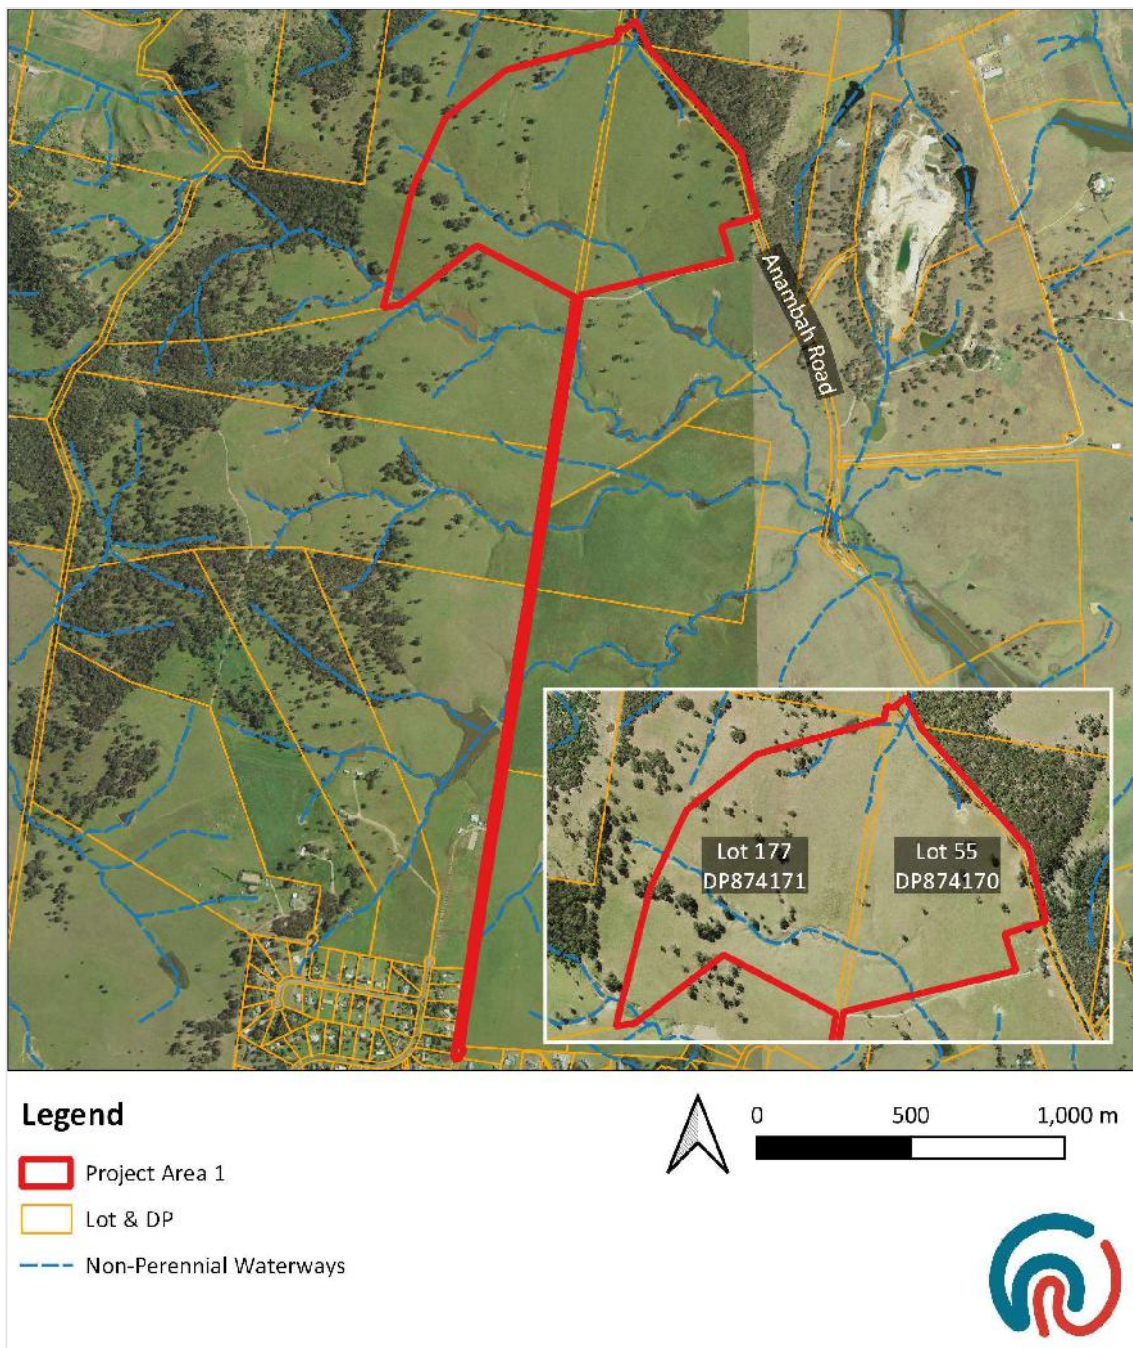 Anambah Road
Lot 177
DP874171
Lot 55
DP874170
Legend
Project Area 1
Lot & DP
Non-Perennial Waterways
0 500 1,000 m